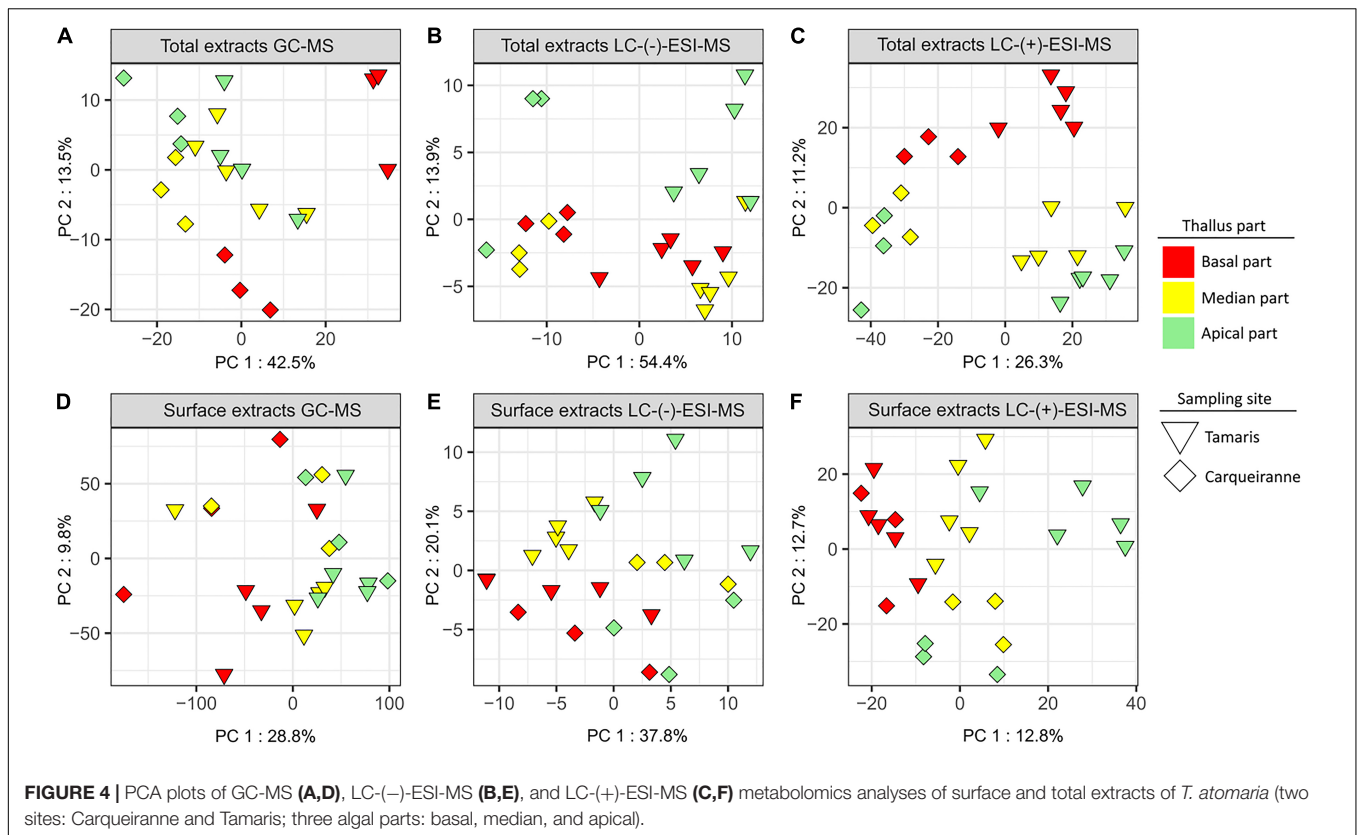 A
Total extracts GC-MS
10
0
−10
−20
PC 2 : 13.5%
−20
0
20
PC 1 : 42.5%
B
Total extracts LC-(-)-ESI-MS
10
5
0
−5
PC 2 : 13.9%
−10
0
10
PC 1 : 54.4%
C
Total extracts LC-(+)-ESI-MS
20
0
−20
PC 2 : 11.2%
−40
−20
0
20
PC 1 : 26.3%
Thallus part
Basal part
Median part
Apical part
Sampling site
Tamaris
Carqueiranne
D
Surface extracts GC-MS
50
0
−50
PC 2 : 9.8%
−100
0
100
PC 1 : 28.8%
E
Surface extracts LC-(-)-ESI-MS
10
5
0
−5
PC 2 : 20.1%
−10
−5
0
5
10
PC 1 : 37.8%
F
Surface extracts LC-(+)-ESI-MS
20
0
−20
PC 2 : 12.7%
−20
0
20
40
PC 1 : 12.8%
FIGURE 4 | PCA plots of GC-MS (A,D), LC-(−)-ESI-MS (B,E), and LC-(+)-ESI-MS (C,F) metabolomics analyses of surface and total extracts of T. atomaria (two
sites: Carqueiranne and Tamaris; three algal parts: basal, median, and apical).